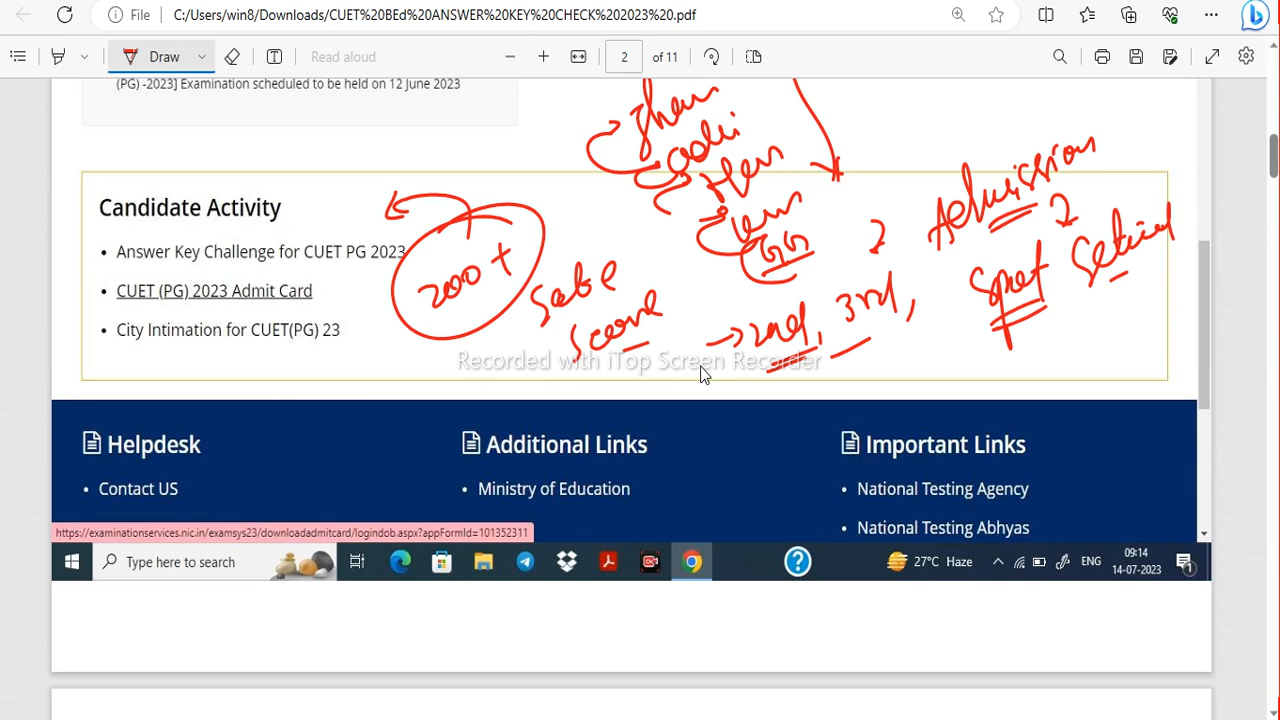 File C:/Users/win8/Downloads/CUET%20BEd%20ANSWER%20KEY%20CHECK%202023%20.pdf
Draw Read aloud 2 of 11
(PG) -2023] Examination scheduled to be held on 12 June 2023
Admission
Candidate Activity
Answer Key Challenge for CUET PG 2023
CUET (PG) 2023 Admit Card
City Intimation for CUET(PG) 23
200+
Safe
Score
2nd, 3rd,
Spot
Recorded with iTop Screen Recorder
Helpdesk
Contact US
Additional Links
Ministry of Education
Important Links
National Testing Agency
National Testing Abhyas
https://examinationservices.nic.in/examsys23/downloadadmitcard/logindob.aspx?appFormId=101352311
Type here to search
27°C Haze ENG
09:14
14-07-2023
1